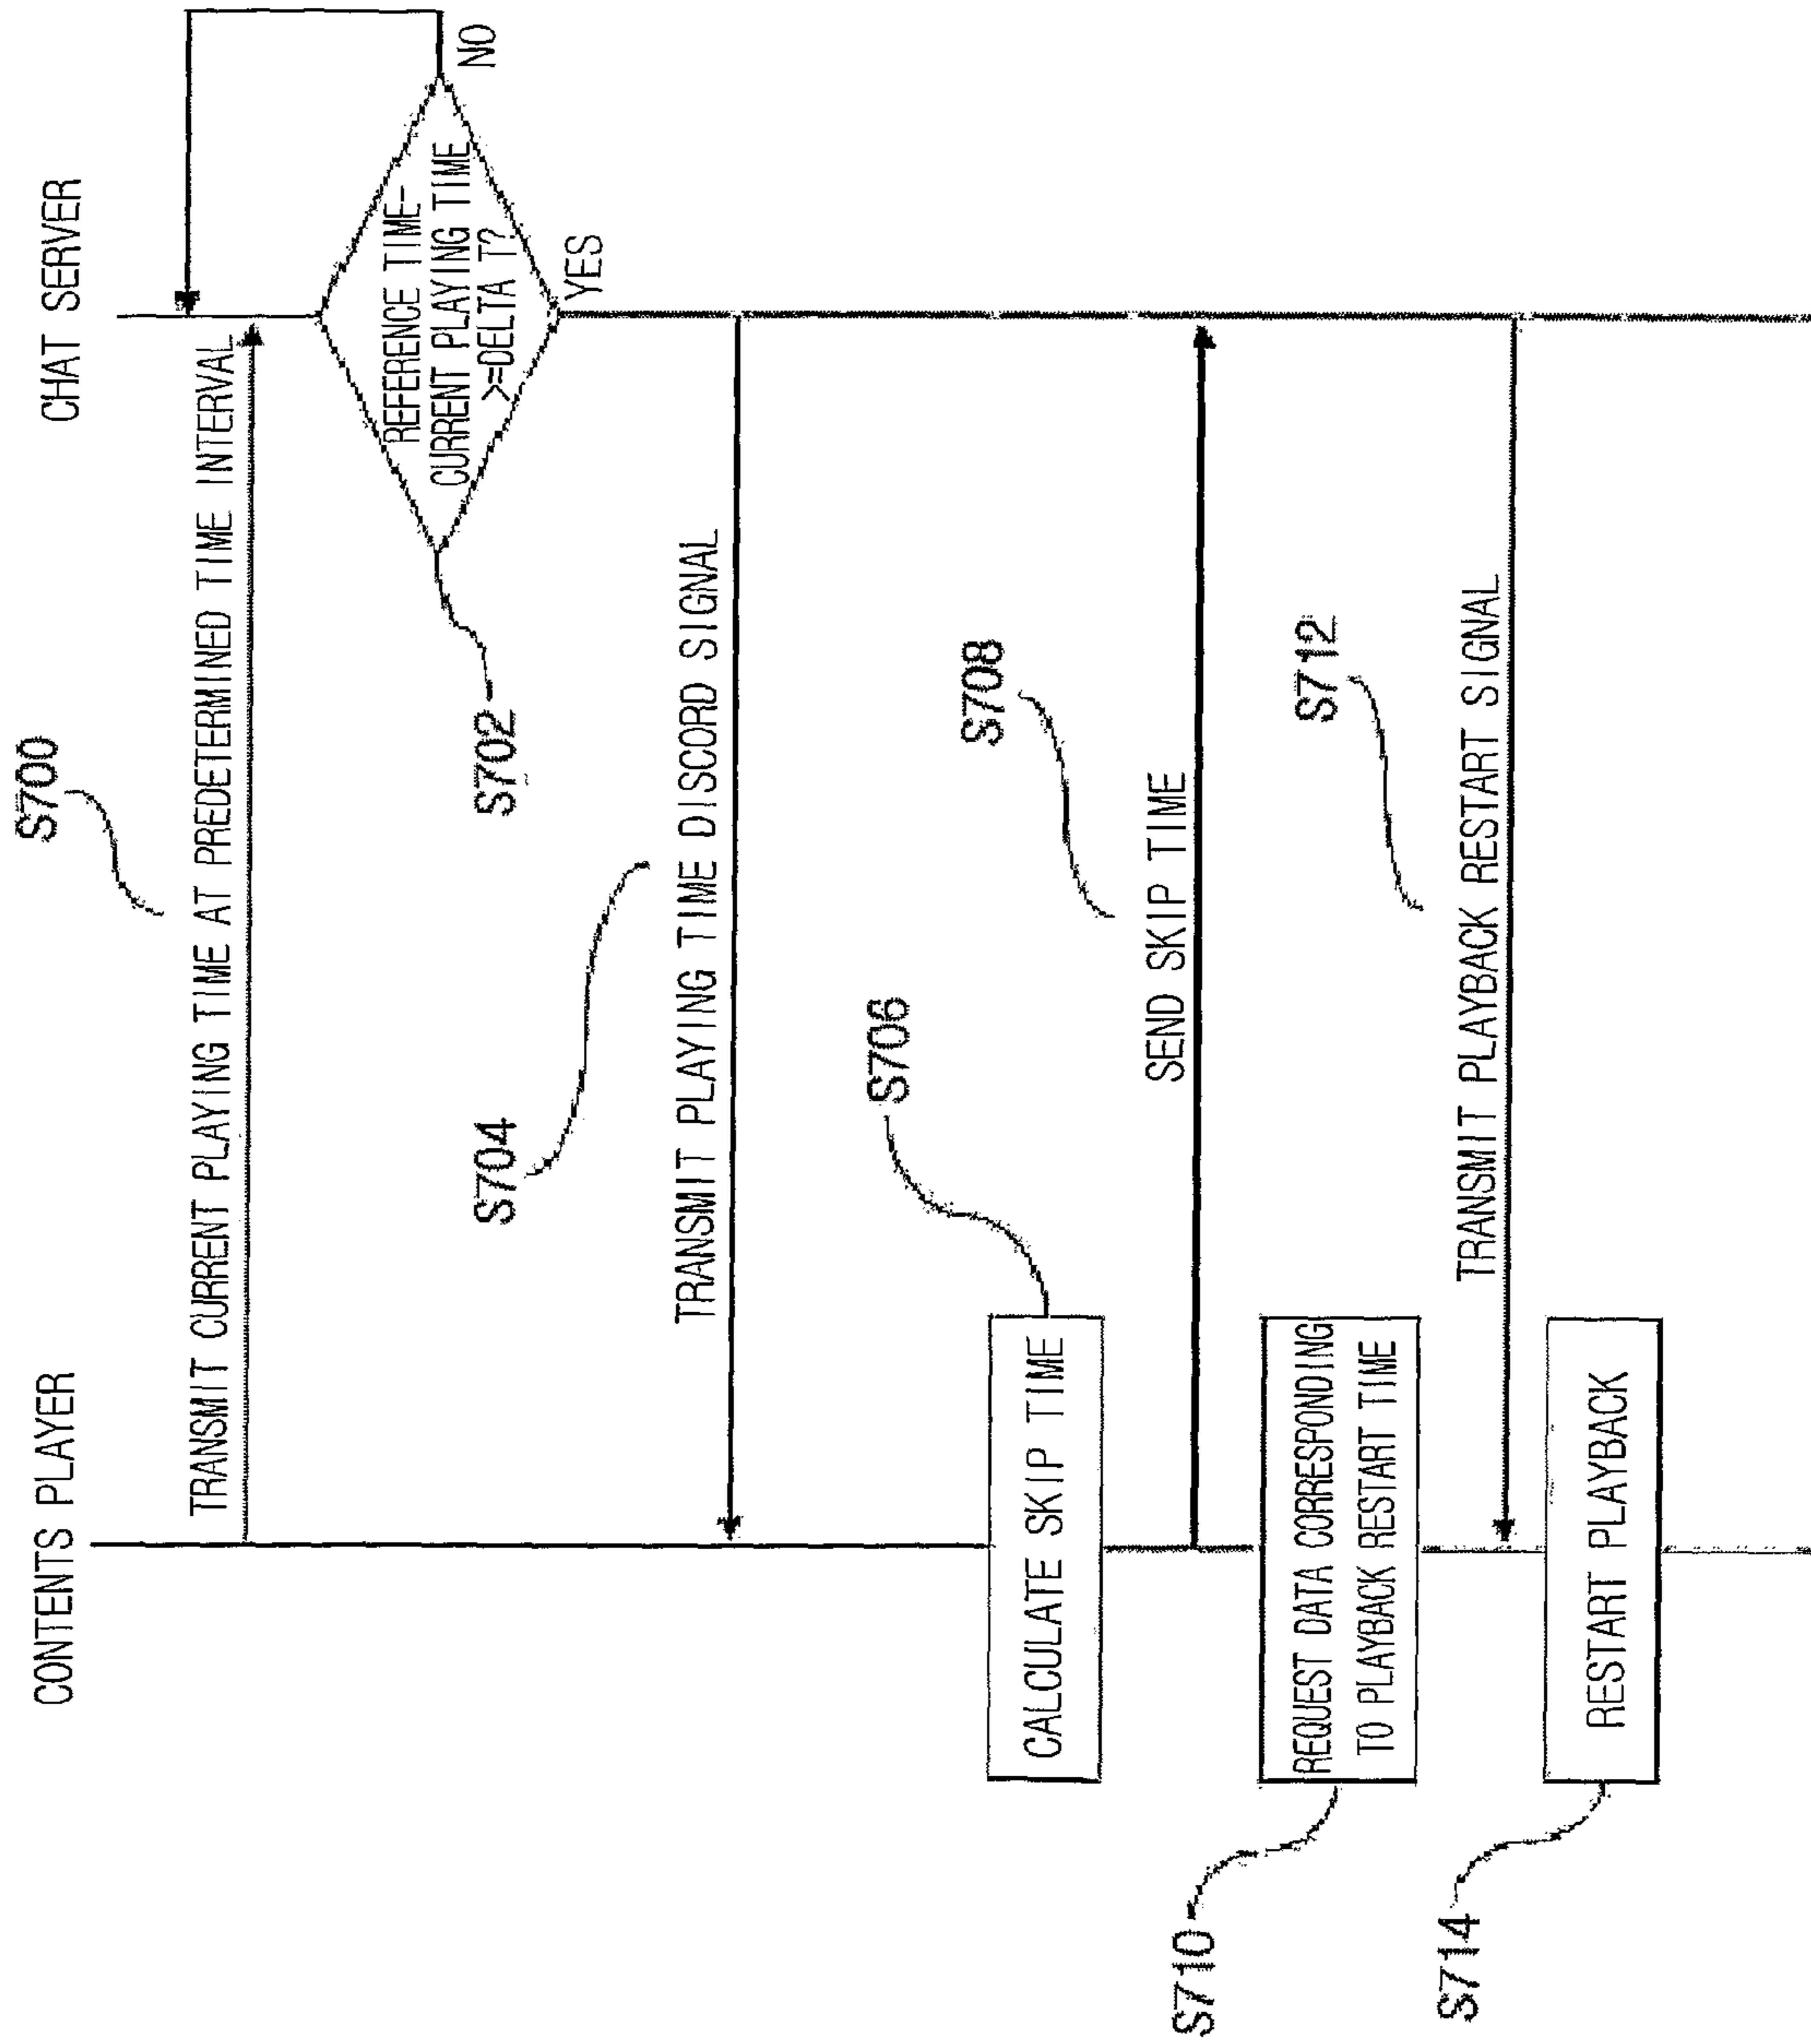 CONTENTS PLAYER
CHAT SERVER
S700
TRANSMIT CURRENT PLAYING TIME AT PREDETERMINED TIME INTERVAL
REFERENCE TIME-
CURRENT PLAYING TIME
>=DELTA T?
NO
YES
S702
S704
TRANSMIT PLAYING TIME DISCORD SIGNAL
S706
CALCULATE SKIP TIME
S708
SEND SKIP TIME
S710
REQUEST DATA CORRESPONDING
TO PLAYBACK RESTART TIME
S712
TRANSMIT PLAYBACK RESTART SIGNAL
S714
RESTART PLAYBACK